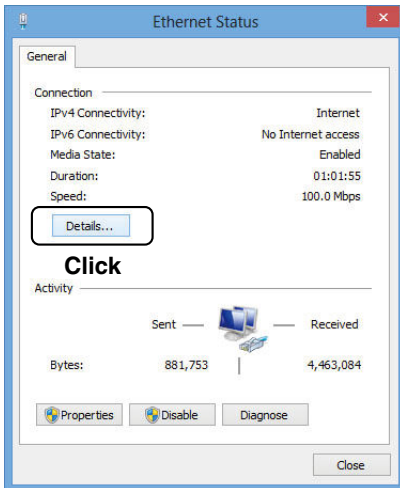 Ethernet Status
General
Connection
IPv4 Connectivity: Internet
IPv6 Connectivity: No Internet access
Media State: Enabled
Duration: 01:01:55
Speed: 100.0 Mbps
Details...
Click
Activity
Sent — — Received
Bytes: 881,753 | 4,463,084
Properties Disable Diagnose
Close